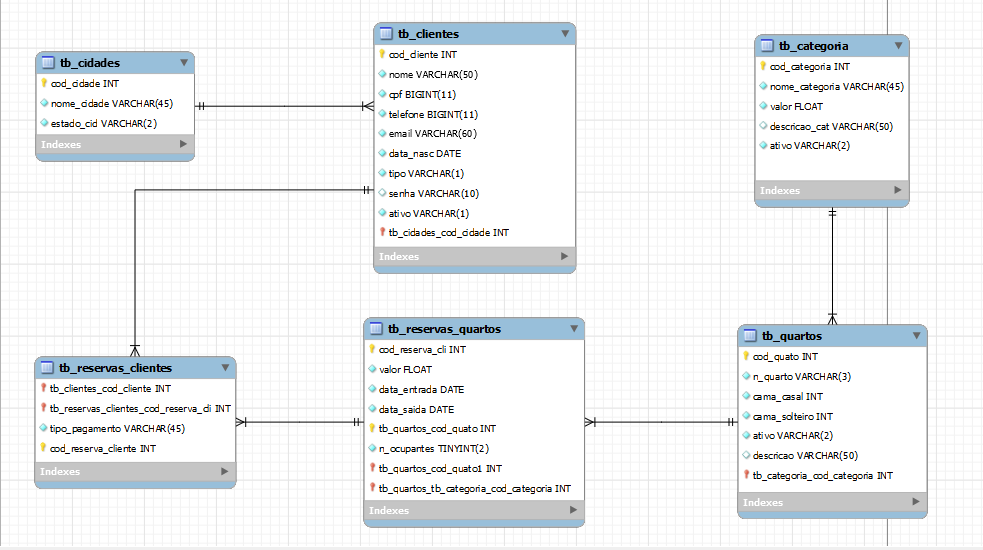 tb_cidades
cod_cidade INT
nome_cidade VARCHAR(45)
estado_cid VARCHAR(2)
Indexes
tb_clientes
cod_cliente INT
nome VARCHAR(50)
cpf BIGINT(11)
telefone BIGINT(11)
email VARCHAR(60)
data_nasc DATE
tipo VARCHAR(1)
senha VARCHAR(10)
ativo VARCHAR(1)
tb_cidades_cod_cidade INT
Indexes
tb_categoria
cod_categoria INT
nome_categoria VARCHAR(45)
valor FLOAT
descricao_cat VARCHAR(50)
ativo VARCHAR(2)
Indexes
tb_reservas_clientes
tb_clientes_cod_cliente INT
tb_reservas_clientes_cod_reserva_cli INT
tipo_pagamento VARCHAR(45)
cod_reserva_cliente INT
Indexes
tb_reservas_quartos
cod_reserva_cli INT
valor FLOAT
data_entrada DATE
data_saida DATE
tb_quartos_cod_quato INT
n_ocupantes TINYINT(2)
tb_quartos_cod_quato1 INT
tb_quartos_tb_categoria_cod_categoria INT
Indexes
tb_quartos
cod_quato INT
n_quarto VARCHAR(3)
cama_casal INT
cama_solteiro INT
ativo VARCHAR(2)
descricao VARCHAR(50)
tb_categoria_cod_categoria INT
Indexes